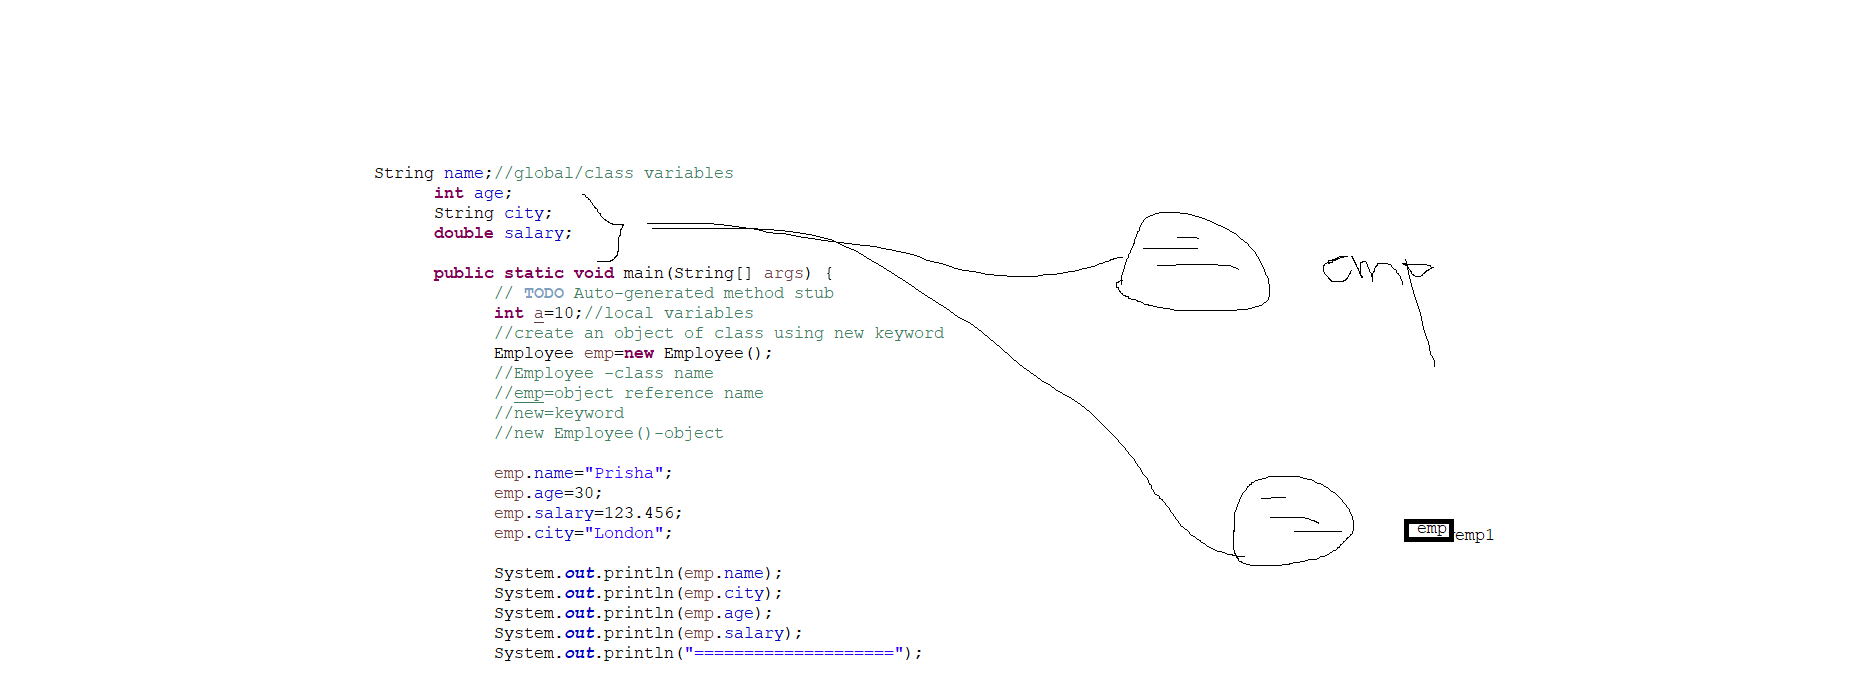 String name;//global/class variables
int age;
String city;
double salary;
public static void main(String[] args) {
// TODO Auto-generated method stub
int a=10;//local variables
//create an object of class using new keyword
Employee emp=new Employee();
//Employee -class name
//emp=object reference name
//new=keyword
//new Employee()-object
emp.name="Prisha";
emp.age=30;
emp.salary=123.456;
emp.city="London";
System.out.println(emp.name);
System.out.println(emp.city);
System.out.println(emp.age);
System.out.println(emp.salary);
System.out.println("====================");
emp
emp
emp1